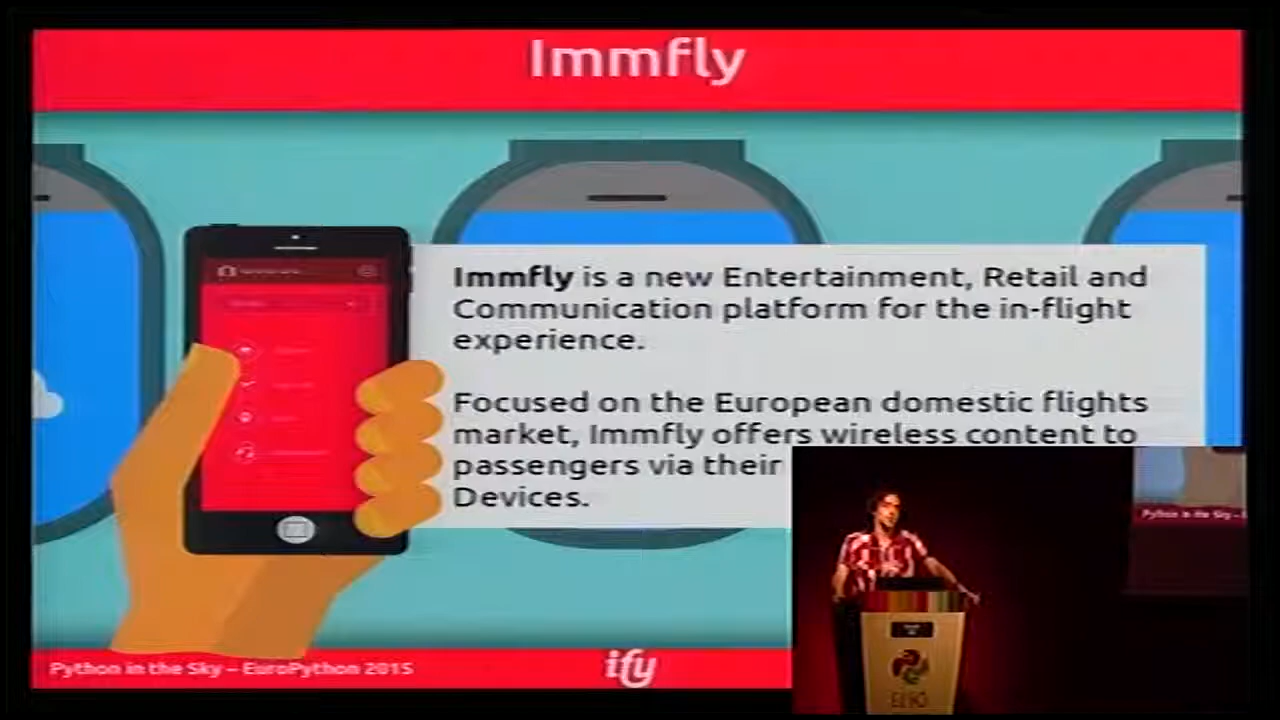 Immfly
Immfly is a new Entertainment, Retail and
Communication platform for the in-flight
experience.
Focused on the European domestic flights
market, Immfly offers wireless content to
passengers via their
Devices.
Python in the Sky – EuroPython 2015
ify
Python in the Sky –